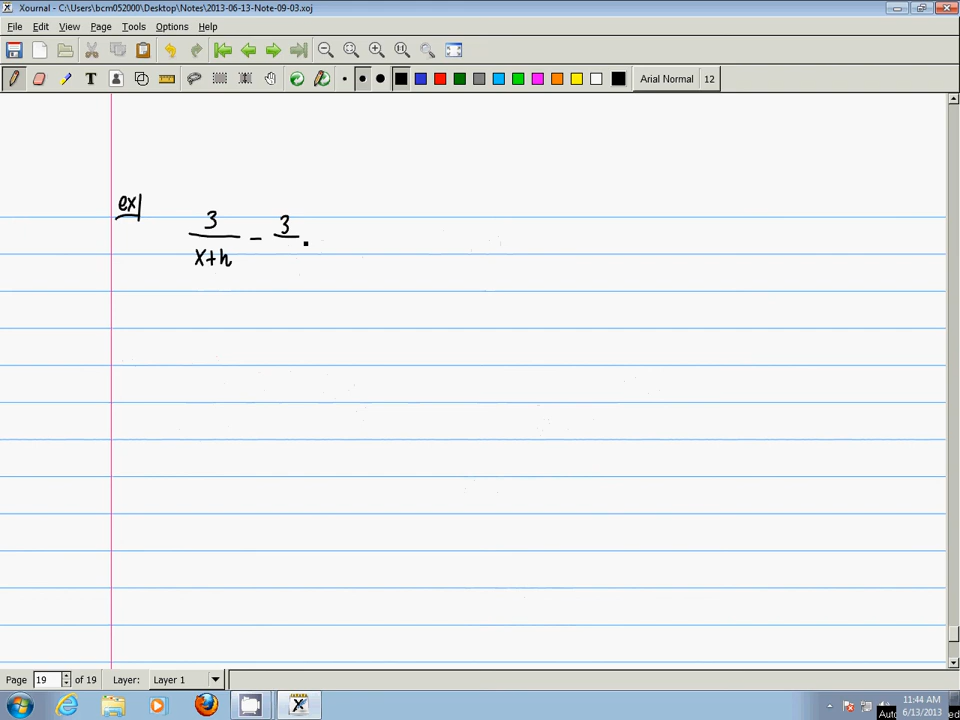 Xournal - C:\Users\bcm052000\Desktop\Notes\2013-06-13-Note-09-03.xoj
File Edit View Page Tools Options Help
T Arial Normal 12
ex
3 3
—— - —
x+h
Page 19 of 19 Layer: Layer 1
11:44 AM
6/13/2013